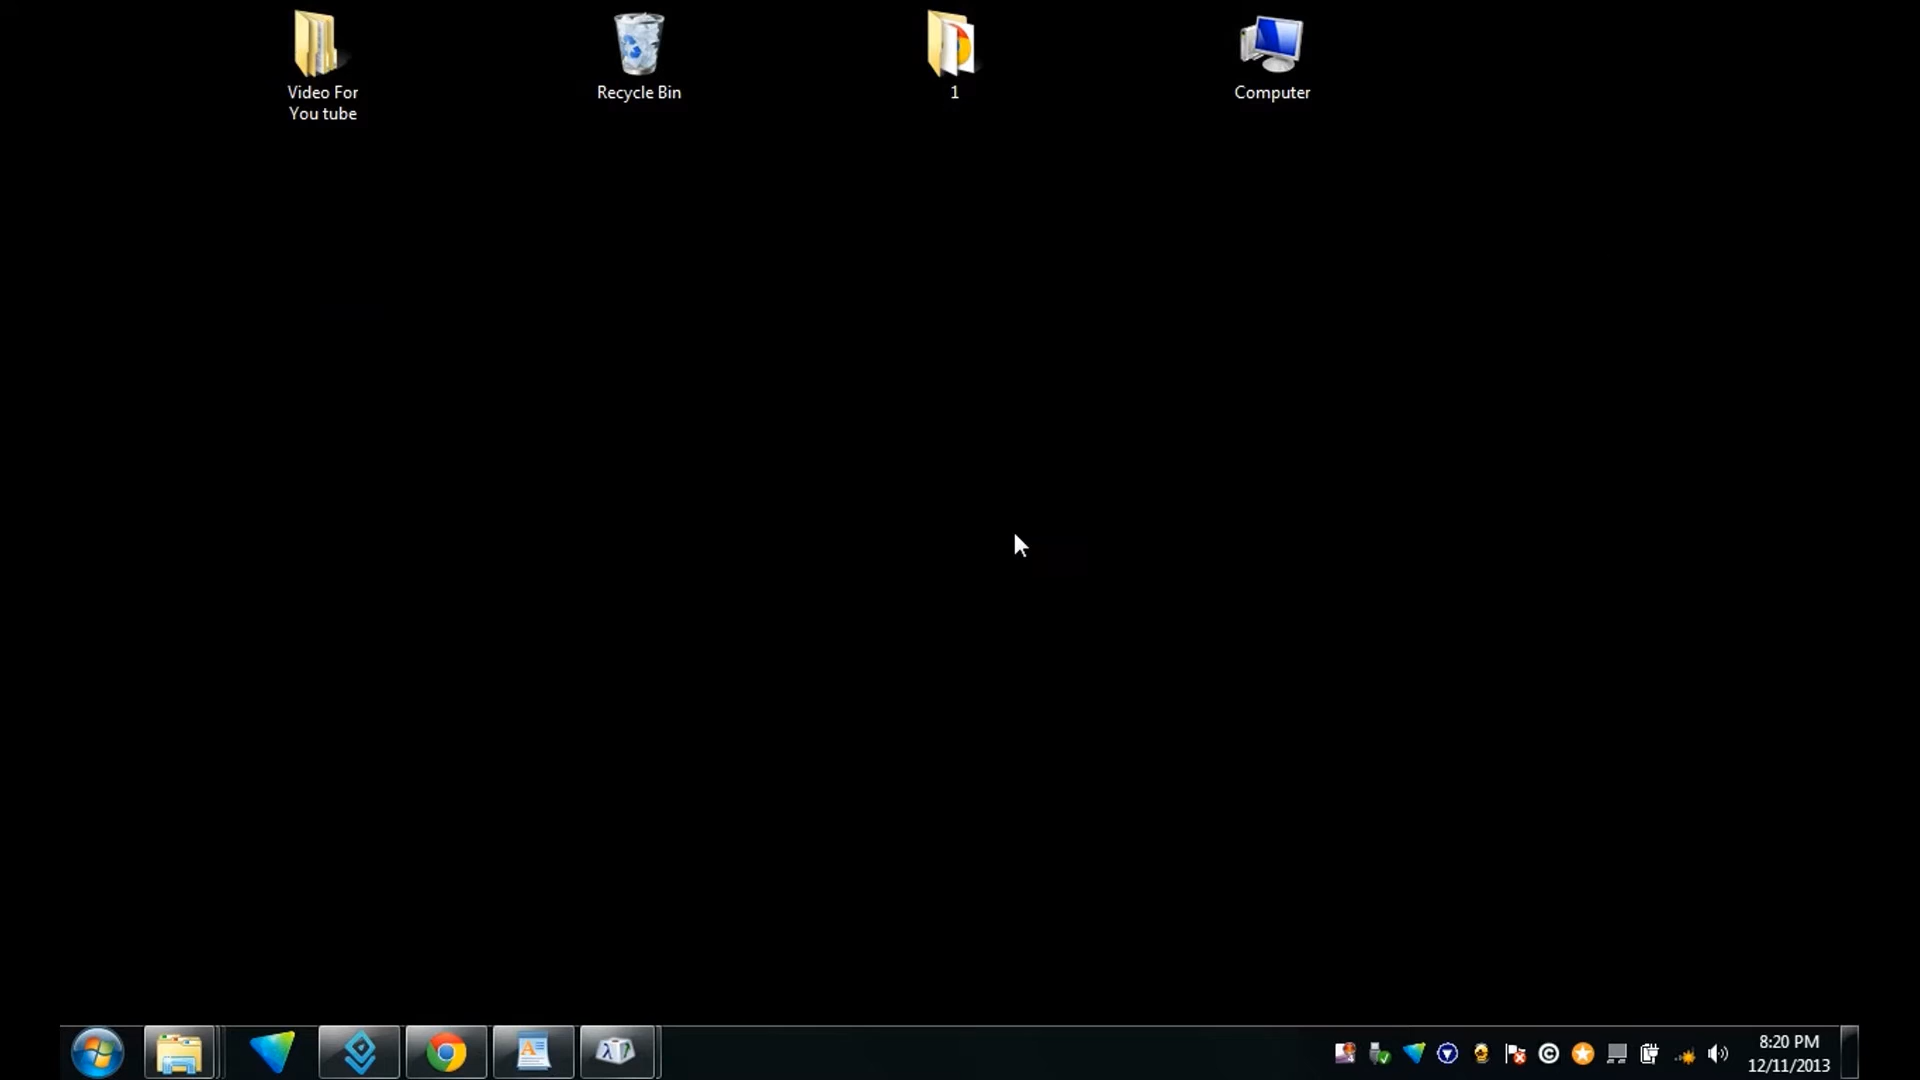 Video For
You tube
Recycle Bin
1
Computer
8:20 PM
12/11/2013